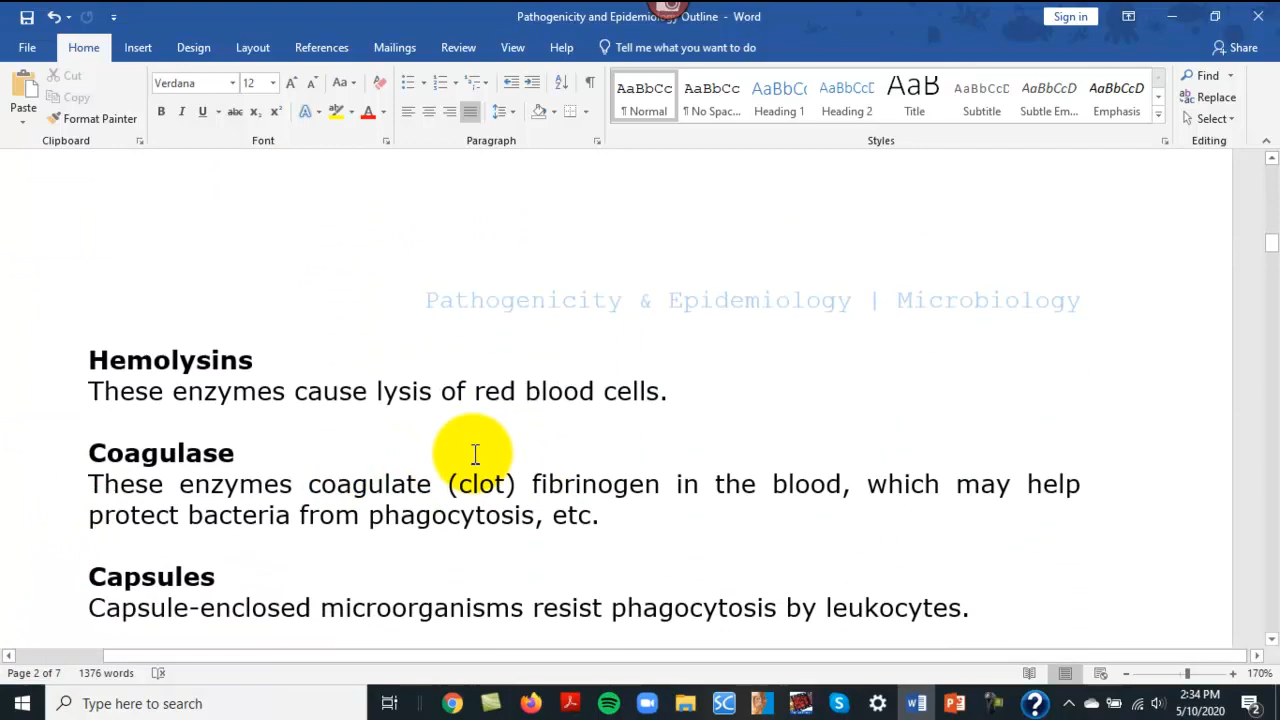 Pathogenicity and Epidemiology Outline - Word
Sign in
File Home Insert Design Layout References Mailings Review View Help Tell me what you want to do Share
Paste
Cut
Copy
Format Painter
Clipboard
Verdana 12
Font
Paragraph
AaBbCc AaBbCc AaBbCc AaBbCcD AaB AaBbCcD AaBbCcD AaBbCcD
¶ Normal ¶ No Spac... Heading 1 Heading 2 Title Subtitle Subtle Em... Emphasis
Styles
Find
Replace
Select
Editing
Pathogenicity & Epidemiology | Microbiology
Hemolysins
These enzymes cause lysis of red blood cells.
Coagulase
These enzymes coagulate (clot) fibrinogen in the blood, which may help
protect bacteria from phagocytosis, etc.
Capsules
Capsule-enclosed microorganisms resist phagocytosis by leukocytes.
Page 2 of 7 1376 words 170%
Type here to search
2:34 PM
5/10/2020